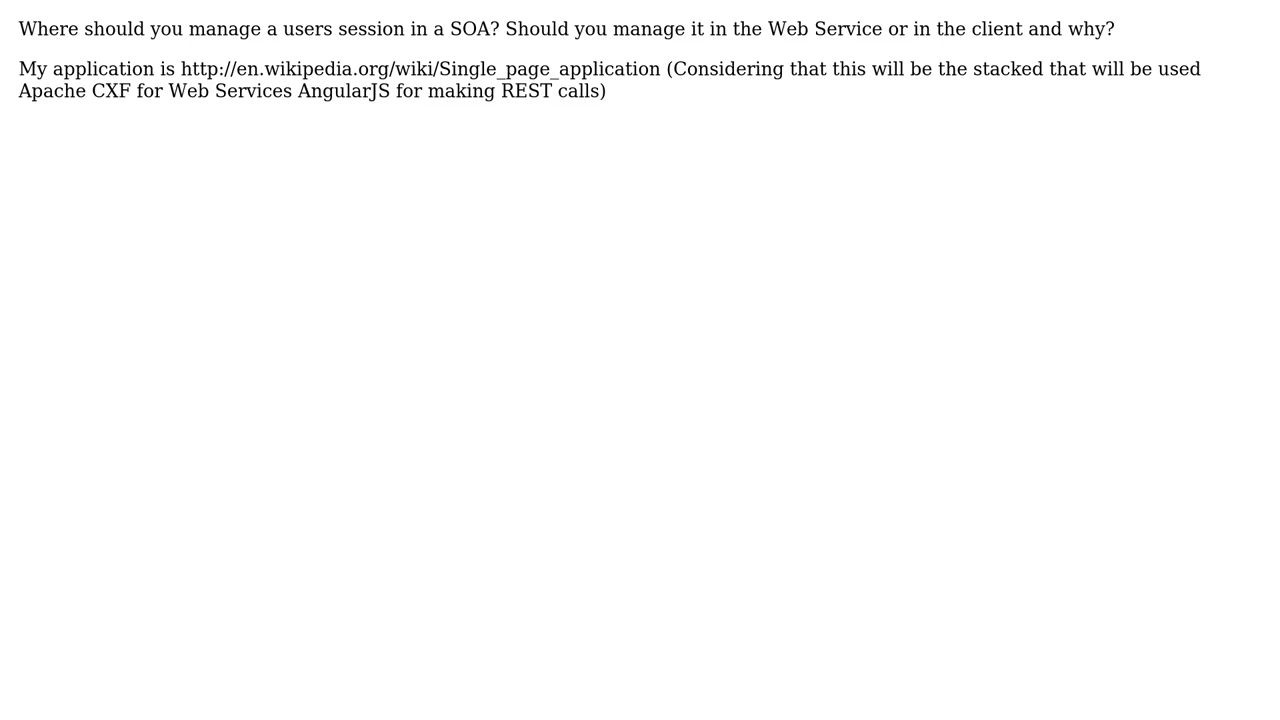 Where should you manage a users session in a SOA? Should you manage it in the Web Service or in the client and why?
My application is http://en.wikipedia.org/wiki/Single_page_application (Considering that this will be the stacked that will be used
Apache CXF for Web Services AngularJS for making REST calls)